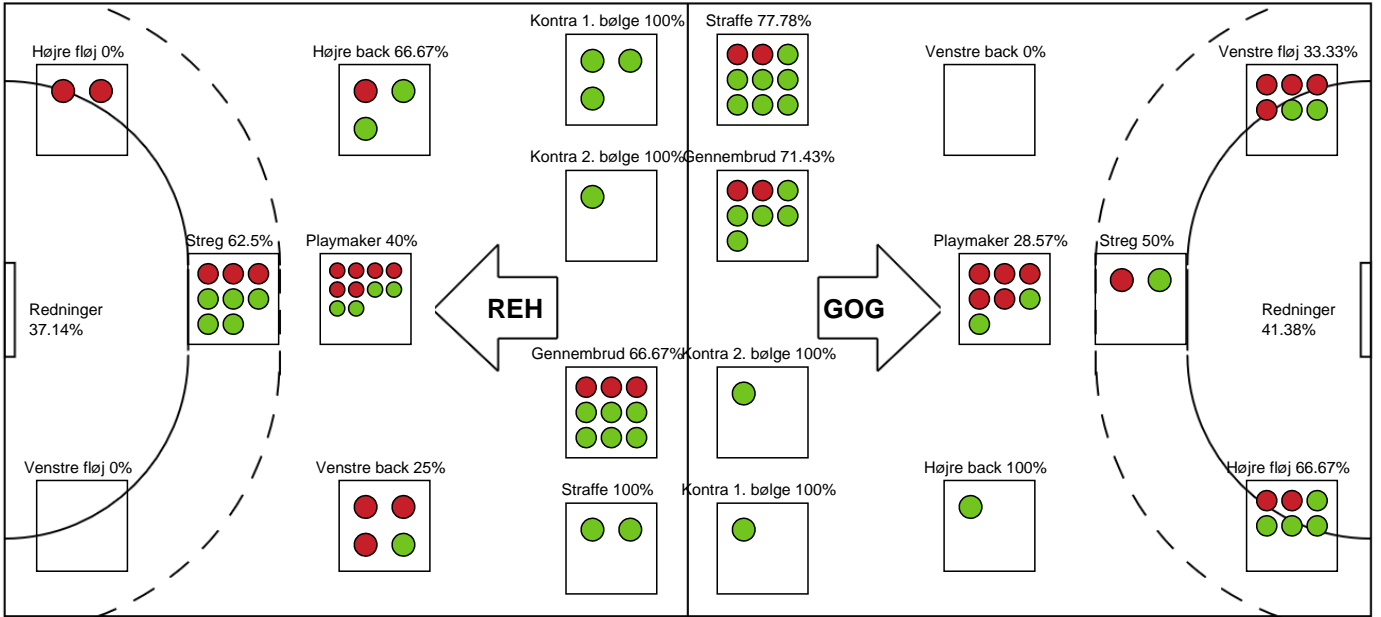 Kontra 1. bølge 100%
Straffe 77.78%
Højre fløj 0%
Højre back 66.67%
Venstre back 0%
Venstre fløj 33.33%
Kontra 2. bølge 100%
Gennembrud 71.43%
Streg 62.5%
Playmaker 40%
Playmaker 28.57%
Streg 50%
Redninger
37.14%
REH
GOG
Redninger
41.38%
Gennembrud 66.67%
Kontra 2. bølge 100%
Venstre fløj 0%
Venstre back 25%
Straffe 100%
Kontra 1. bølge 100%
Højre back 100%
Højre fløj 66.67%